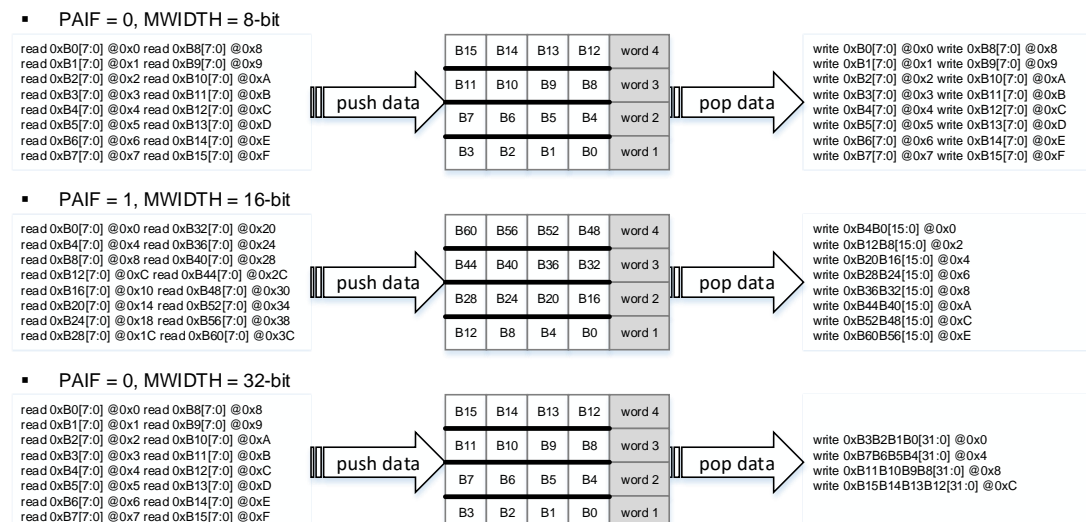 ▪ PAIF = 0, MWIDTH = 8-bit
read 0xB0[7:0] @0x0 read 0xB8[7:0] @0x8
read 0xB1[7:0] @0x1 read 0xB9[7:0] @0x9
read 0xB2[7:0] @0x2 read 0xB10[7:0] @0xA
read 0xB3[7:0] @0x3 read 0xB11[7:0] @0xB
read 0xB4[7:0] @0x4 read 0xB12[7:0] @0xC
read 0xB5[7:0] @0x5 read 0xB13[7:0] @0xD
read 0xB6[7:0] @0x6 read 0xB14[7:0] @0xE
read 0xB7[7:0] @0x7 read 0xB15[7:0] @0xF
push data
B15 B14 B13 B12 word 4
B11 B10 B9 B8 word 3
B7 B6 B5 B4 word 2
B3 B2 B1 B0 word 1
pop data
write 0xB0[7:0] @0x0 write 0xB8[7:0] @0x8
write 0xB1[7:0] @0x1 write 0xB9[7:0] @0x9
write 0xB2[7:0] @0x2 write 0xB10[7:0] @0xA
write 0xB3[7:0] @0x3 write 0xB11[7:0] @0xB
write 0xB4[7:0] @0x4 write 0xB12[7:0] @0xC
write 0xB5[7:0] @0x5 write 0xB13[7:0] @0xD
write 0xB6[7:0] @0x6 write 0xB14[7:0] @0xE
write 0xB7[7:0] @0x7 write 0xB15[7:0] @0xF
▪ PAIF = 1, MWIDTH = 16-bit
read 0xB0[7:0] @0x0 read 0xB32[7:0] @0x20
read 0xB4[7:0] @0x4 read 0xB36[7:0] @0x24
read 0xB8[7:0] @0x8 read 0xB40[7:0] @0x28
read 0xB12[7:0] @0xC read 0xB44[7:0] @0x2C
read 0xB16[7:0] @0x10 read 0xB48[7:0] @0x30
read 0xB20[7:0] @0x14 read 0xB52[7:0] @0x34
read 0xB24[7:0] @0x18 read 0xB56[7:0] @0x38
read 0xB28[7:0] @0x1C read 0xB60[7:0] @0x3C
push data
B60 B56 B52 B48 word 4
B44 B40 B36 B32 word 3
B28 B24 B20 B16 word 2
B12 B8 B4 B0 word 1
pop data
write 0xB4B0[15:0] @0x0
write 0xB12B8[15:0] @0x2
write 0xB20B16[15:0] @0x4
write 0xB28B24[15:0] @0x6
write 0xB36B32[15:0] @0x8
write 0xB44B40[15:0] @0xA
write 0xB52B48[15:0] @0xC
write 0xB60B56[15:0] @0xE
▪ PAIF = 0, MWIDTH = 32-bit
read 0xB0[7:0] @0x0 read 0xB8[7:0] @0x8
read 0xB1[7:0] @0x1 read 0xB9[7:0] @0x9
read 0xB2[7:0] @0x2 read 0xB10[7:0] @0xA
read 0xB3[7:0] @0x3 read 0xB11[7:0] @0xB
read 0xB4[7:0] @0x4 read 0xB12[7:0] @0xC
read 0xB5[7:0] @0x5 read 0xB13[7:0] @0xD
read 0xB6[7:0] @0x6 read 0xB14[7:0] @0xE
read 0xB7[7:0] @0x7 read 0xB15[7:0] @0xF
push data
B15 B14 B13 B12 word 4
B11 B10 B9 B8 word 3
B7 B6 B5 B4 word 2
B3 B2 B1 B0 word 1
pop data
write 0xB3B2B1B0[31:0] @0x0
write 0xB7B6B5B4[31:0] @0x4
write 0xB11B10B9B8[31:0] @0x8
write 0xB15B14B13B12[31:0] @0xC